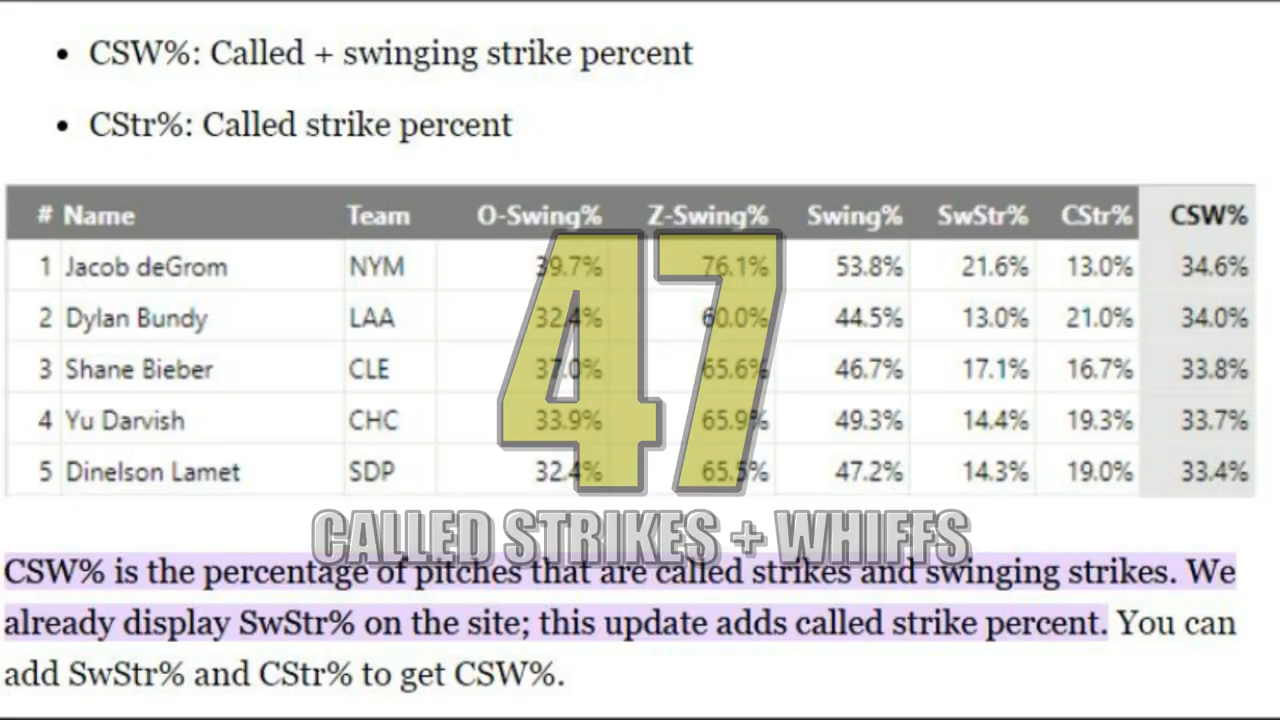 • CSW%: Called + swinging strike percent
• CStr%: Called strike percent
# Name Team O-Swing% Z-Swing% Swing% SwStr% CStr% CSW%
1 Jacob deGrom NYM 39.7% 76.1% 53.8% 21.6% 13.0% 34.6%
2 Dylan Bundy LAA 32.4% 60.0% 44.5% 13.0% 21.0% 34.0%
3 Shane Bieber CLE 37.0% 65.6% 46.7% 17.1% 16.7% 33.8%
4 Yu Darvish CHC 33.9% 65.9% 49.3% 14.4% 19.3% 33.7%
5 Dinelson Lamet SDP 32.4% 65.5% 47.2% 14.3% 19.0% 33.4%
47
CALLED STRIKES + WHIFFS
CSW% is the percentage of pitches that are called strikes and swinging strikes. We
already display SwStr% on the site; this update adds called strike percent. You can
add SwStr% and CStr% to get CSW%.